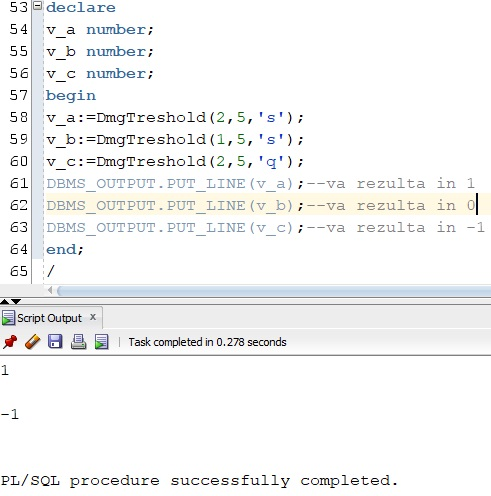 53 declare
54 v_a number;
55 v_b number;
56 v_c number;
57 begin
58 v_a:=DmgTreshold(2,5,'s');
59 v_b:=DmgTreshold(1,5,'s');
60 v_c:=DmgTreshold(2,5,'q');
61 DBMS_OUTPUT.PUT_LINE(v_a);--va rezulta in 1
62 DBMS_OUTPUT.PUT_LINE(v_b);--va rezulta in 0
63 DBMS_OUTPUT.PUT_LINE(v_c);--va rezulta in -1
64 end;
65 /
Script Output x
Task completed in 0.278 seconds
1
-1
PL/SQL procedure successfully completed.